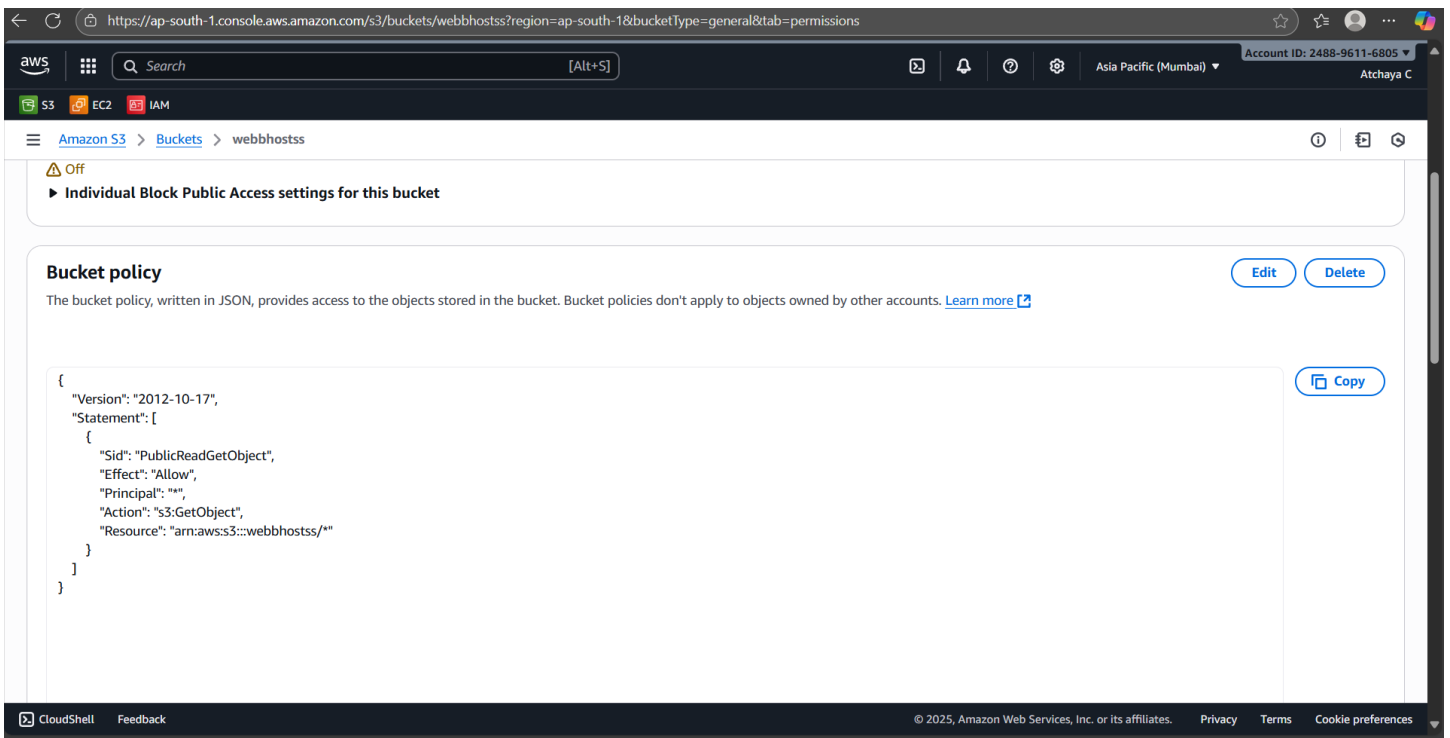 https://ap-south-1.console.aws.amazon.com/s3/buckets/webbhostss?region=ap-south-1&bucketType=general&tab=permissions
aws
Search [Alt+S]
Asia Pacific (Mumbai)
Account ID: 2488-9611-6805
Atchaya C
S3 EC2 IAM
Amazon S3 > Buckets > webbhostss
Off
Individual Block Public Access settings for this bucket
Bucket policy
Edit Delete
The bucket policy, written in JSON, provides access to the objects stored in the bucket. Bucket policies don't apply to objects owned by other accounts. Learn more
Copy
{
"Version": "2012-10-17",
"Statement": [
{
"Sid": "PublicReadGetObject",
"Effect": "Allow",
"Principal": "*",
"Action": "s3:GetObject",
"Resource": "arn:aws:s3:::webbhostss/*"
}
]
}
CloudShell Feedback
© 2025, Amazon Web Services, Inc. or its affiliates. Privacy Terms Cookie preferences